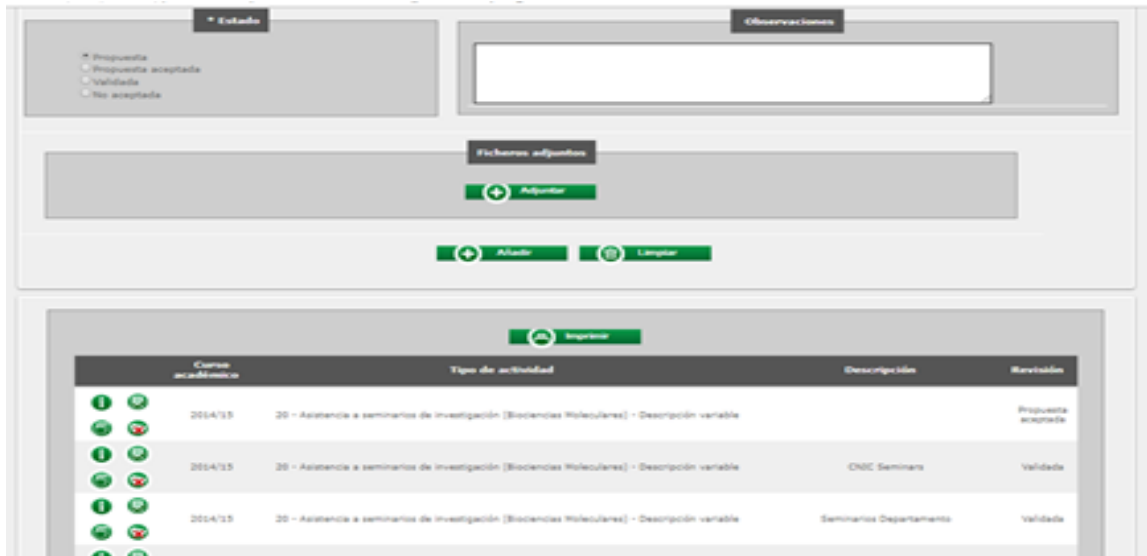 * Estado
Observaciones
Propuesta
Propuesta aceptada
Validada
No aceptada
Ficheros adjuntos
Adjuntar
Añadir
Limpiar
Imprimir
Curso académico
Tipo de actividad
Descripción
Revisión
2014/15
20 - Asistencia a seminarios de investigación [Biociencias Moleculares] - Descripción variable
Propuesta aceptada
2014/15
20 - Asistencia a seminarios de investigación [Biociencias Moleculares] - Descripción variable
CNIC Seminars
Validada
2014/15
20 - Asistencia a seminarios de investigación [Biociencias Moleculares] - Descripción variable
Seminarios Departamento
Validada